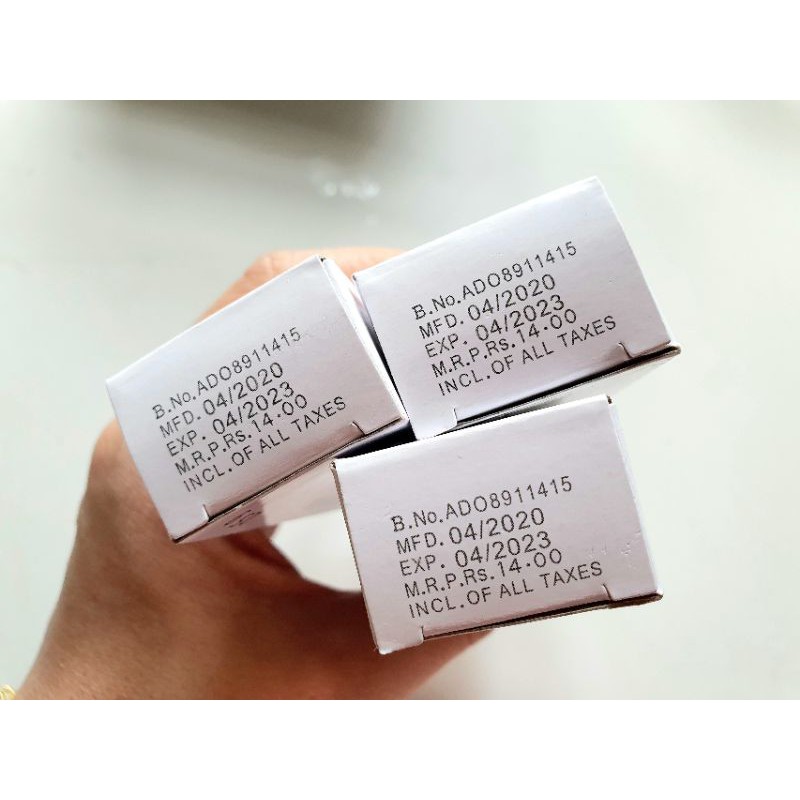 B.No.ADO8911415
MFD. 04/2020
EXP. 04/2023
M.R.P.Rs.14.00
INCL.OF ALL TAXES
B.No.ADO8911415
MFD. 04/2020
EXP. 04/2023
M.R.P.Rs.14.00
INCL.OF ALL TAXES
B.No.ADO8911415
MFD. 04/2020
EXP. 04/2023
M.R.P.Rs.14.00
INCL.OF ALL TAXES